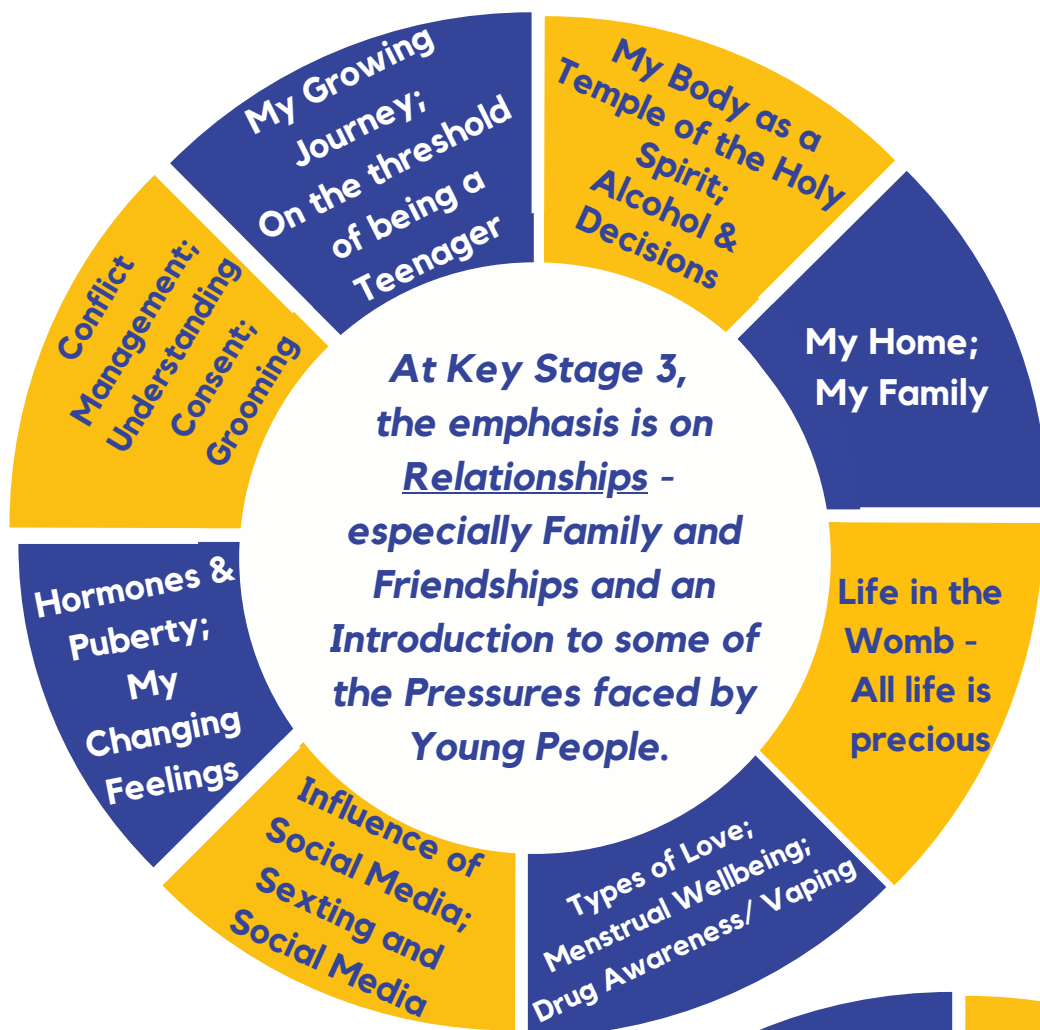 My Growing
Journey;
On the threshold
of being a
Teenager
My Body as a
Temple of the Holy
Spirit;
Alcohol &
Decisions
My Home;
My Family
Life in the
Womb -
All life is
precious
Types of Love;
Menstrual Wellbeing;
Drug Awareness/ Vaping
Influence of
Social Media;
Sexting and
Social Media
Hormones &
Puberty;
My
Changing
Feelings
Conflict
Management;
Understanding
Consent;
Grooming
At Key Stage 3,
the emphasis is on
Relationships -
especially Family and
Friendships and an
Introduction to some of
the Pressures faced by
Young People.